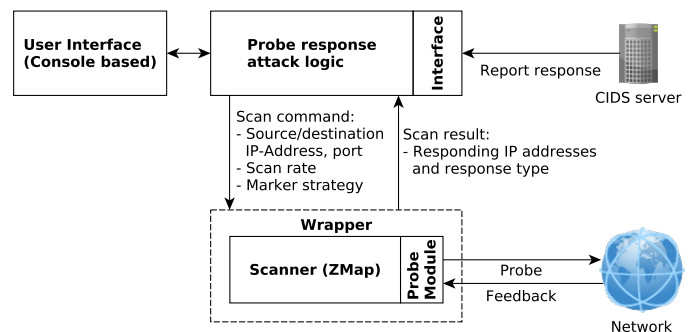 User Interface
(Console based)
Probe response
attack logic
Interface
Report response
CIDS server
Scan command:
- Source/destination
IP-Address, port
- Scan rate
- Marker strategy
Scan result:
- Responding IP addresses
and response type
Wrapper
Scanner (ZMap)
Probe
Module
Probe
Feedback
Network